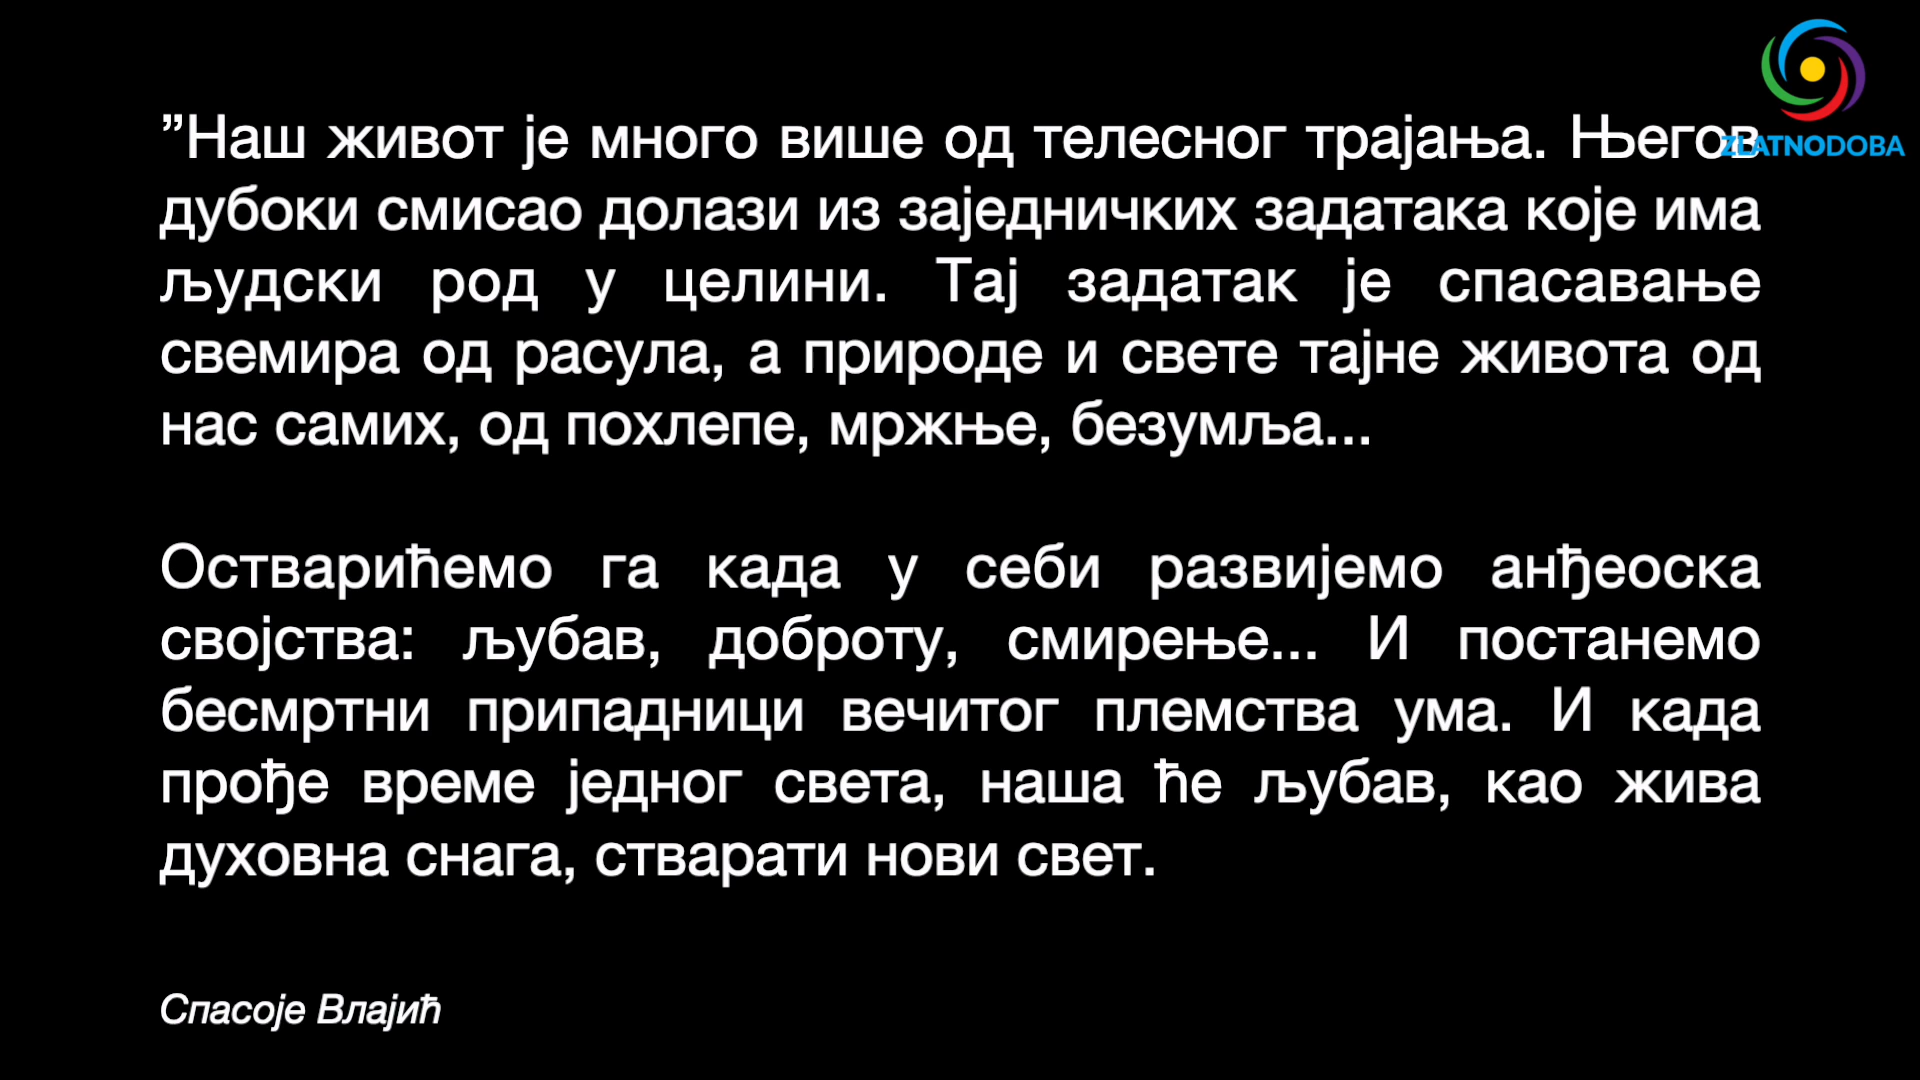 ”Наш живот је много више од телесног трајања. Његов
дубоки смисао долази из заједничких задатака које има
људски род у целини. Тај задатак је спасавање
свемира од расула, а природе и свете тајне живота од
нас самих, од похлепе, мржње, безумља...
Остварићемо га када у себи развијемо анђеоска
својства: љубав, доброту, смирење... И постанемо
бесмртни припадници вечитог племства ума. И када
прође време једног света, наша ће љубав, као жива
духовна снага, стварати нови свет.
Спасоје Влајић
ZLATNODOBA